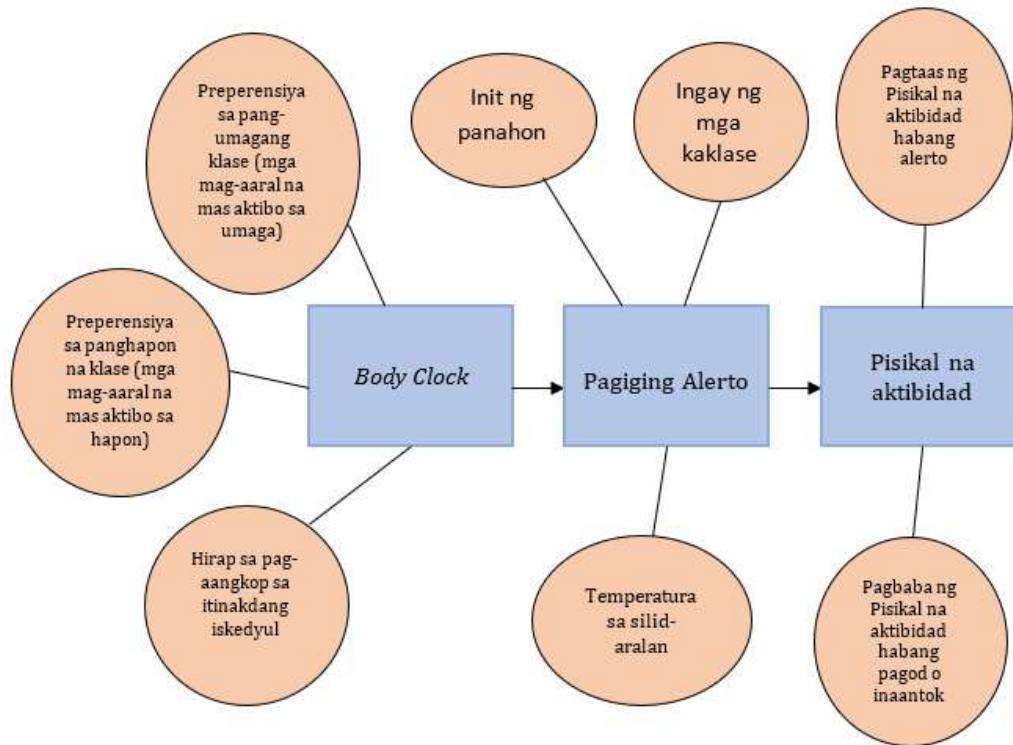 Preperensiya
sa pang-
umagang
klase (mga
mag-aaral na
mas aktibo sa
umaga)
Init ng
panahon
Ingay ng
mga
kaklase
Pagtaas ng
Pisikal na
aktibidad
habang
alerto
Preperensiya
sa panghapon
na klase (mga
mag-aaral na
mas aktibo sa
hapon)
Body Clock
Pagiging Alerto
Pisikal na
aktibidad
Hirap sa pag-
aangkop sa
itinakdang
iskedyul
Temperatura
sa silid-
aralan
Pagbaba ng
Pisikal na
aktibidad
habang
pagod o
inaantok